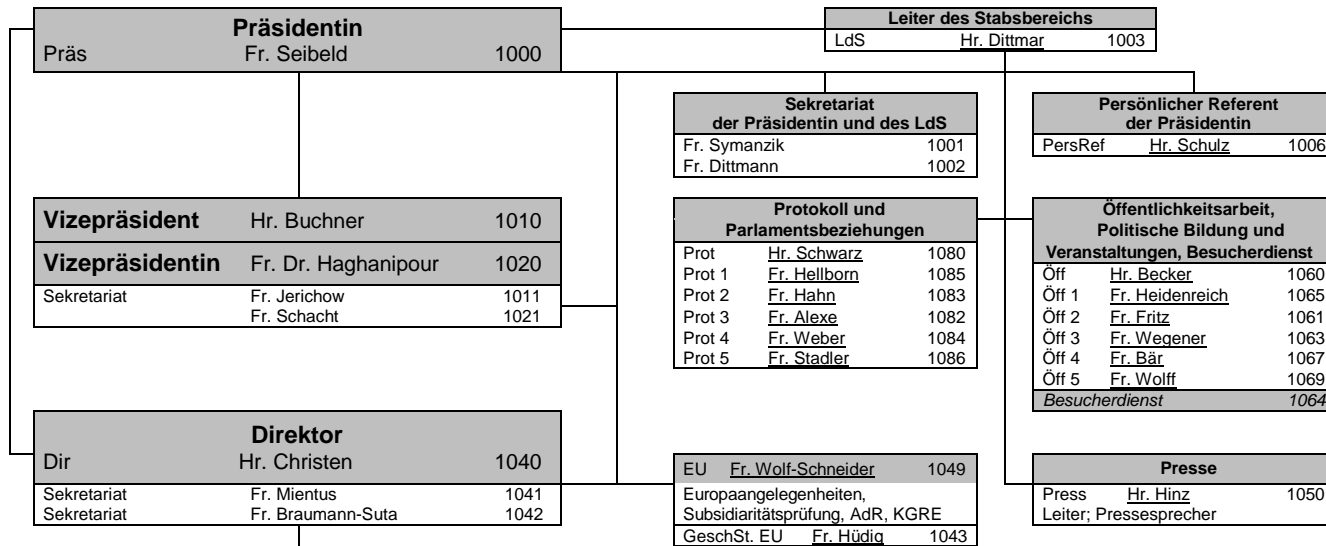 Präsidentin
Präs Fr. Seibeld 1000
Leiter des Stabsbereichs
LdS Hr. Dittmar 1003
Sekretariat
der Präsidentin und des LdS
Fr. Symanzik 1001
Fr. Dittmann 1002
Persönlicher Referent
der Präsidentin
PersRef Hr. Schulz 1006
Vizepräsident Hr. Buchner 1010
Vizepräsidentin Fr. Dr. Haghanipour 1020
Sekretariat Fr. Jerichow 1011
Fr. Schacht 1021
Protokoll und
Parlamentsbeziehungen
Prot Hr. Schwarz 1080
Prot 1 Fr. Hellborn 1085
Prot 2 Fr. Hahn 1083
Prot 3 Fr. Alexe 1082
Prot 4 Fr. Weber 1084
Prot 5 Fr. Stadler 1086
Öffentlichkeitsarbeit,
Politische Bildung und
Veranstaltungen, Besucherdienst
Öff Hr. Becker 1060
Öff 1 Fr. Heidenreich 1065
Öff 2 Fr. Fritz 1061
Öff 3 Fr. Wegener 1063
Öff 4 Fr. Bär 1067
Öff 5 Fr. Wolff 1069
Besucherdienst 1064
Direktor
Dir Hr. Christen 1040
Sekretariat Fr. Mientus 1041
Sekretariat Fr. Braumann-Suta 1042
EU Fr. Wolf-Schneider 1049
Europaangelegenheiten,
Subsidiaritätsprüfung, AdR, KGRE
GeschSt. EU Fr. Hüdig 1043
Presse
Press Hr. Hinz 1050
Leiter; Pressesprecher